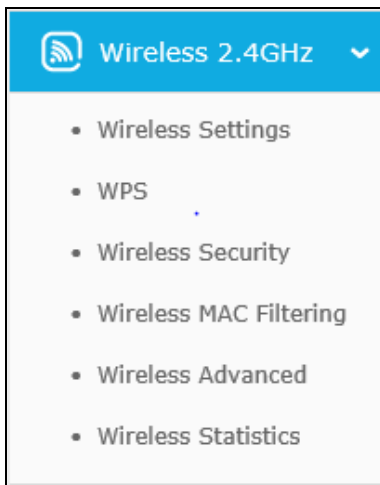 Wireless 2.4GHz
Wireless Settings
WPS
Wireless Security
Wireless MAC Filtering
Wireless Advanced
Wireless Statistics